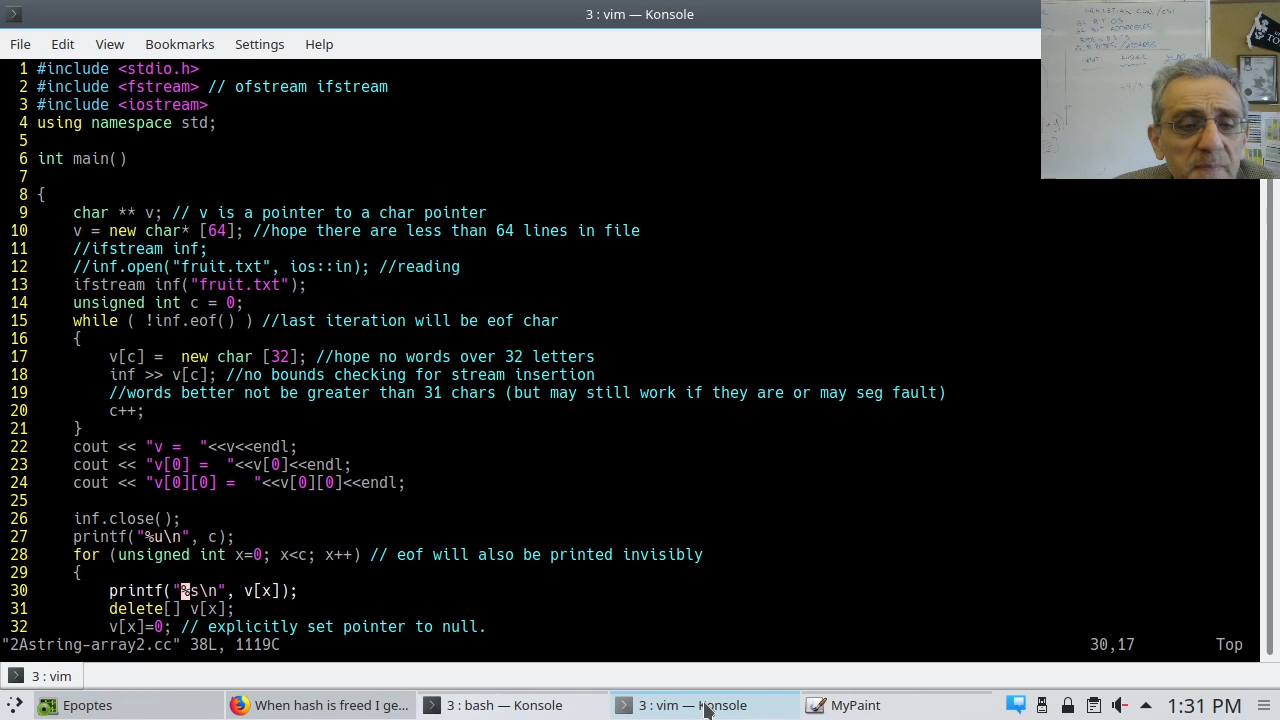 3 : vim — Konsole
File Edit View Bookmarks Settings Help
1 #include <stdio.h>
2 #include <fstream> // ofstream ifstream
3 #include <iostream>
4 using namespace std;
5
6 int main()
7
8 {
9 char ** v; // v is a pointer to a char pointer
10 v = new char* [64]; //hope there are less than 64 lines in file
11 //ifstream inf;
12 //inf.open("fruit.txt", ios::in); //reading
13 ifstream inf("fruit.txt");
14 unsigned int c = 0;
15 while ( !inf.eof() ) //last iteration will be eof char
16 {
17 v[c] =  new char [32]; //hope no words over 32 letters
18 inf >> v[c]; //no bounds checking for stream insertion
19 //words better not be greater than 31 chars (but may still work if they are or may seg fault)
20 c++;
21 }
22 cout << "v =  "<<v<<endl;
23 cout << "v[0] =  "<<v[0]<<endl;
24 cout << "v[0][0] =  "<<v[0][0]<<endl;
25
26 inf.close();
27 printf("%u\n", c);
28 for (unsigned int x=0; x<c; x++) // eof will also be printed invisibly
29 {
30 printf("%s\n", v[x]);
31 delete[] v[x];
32 v[x]=0; // explicitly set pointer to null.
"2Astring-array2.cc" 38L, 1119C 30,17 Top
3 : vim
Epoptes When hash is freed I ge... 3 : bash — Konsole 3 : vim — Konsole MyPaint 1:31 PM